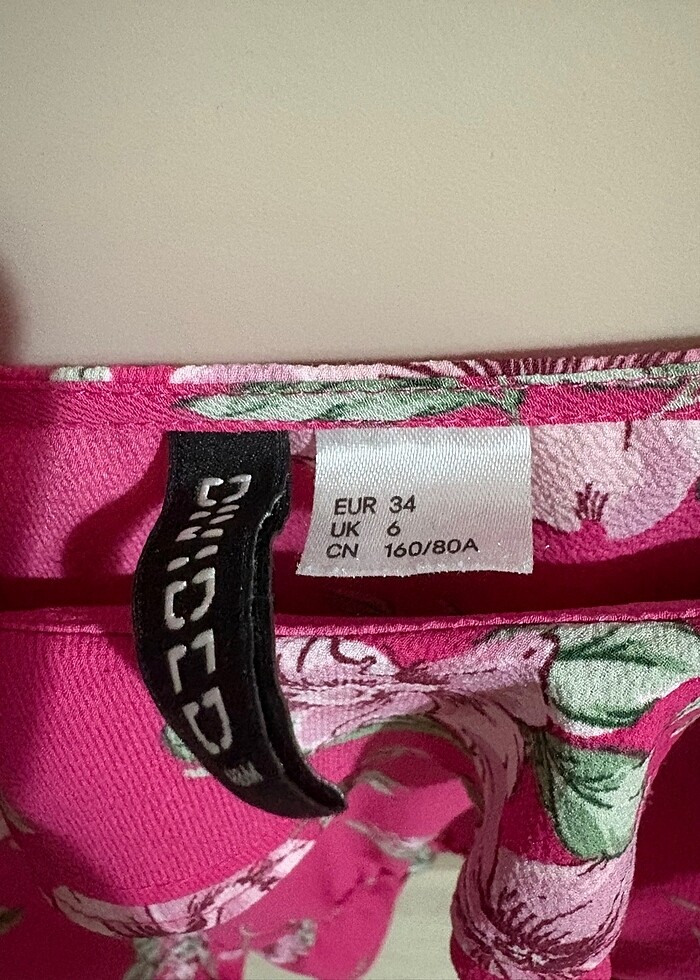 DIVIDED
EUR 34
UK 6
CN 160/80A